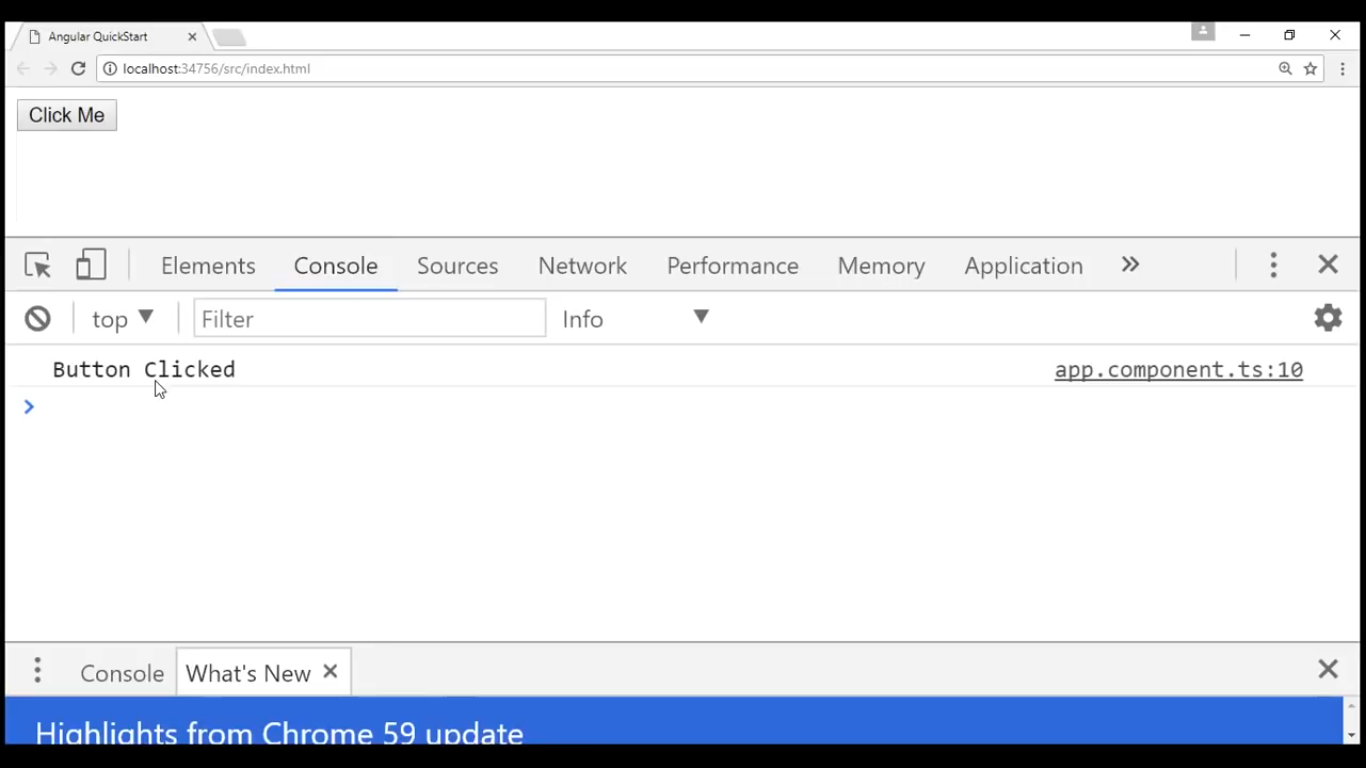 Angular QuickStart
localhost:34756/src/index.html
Click Me
Elements Console Sources Network Performance Memory Application
top Filter Info
Button Clicked app.component.ts:10
Console What's New
Highlights from Chrome 59 update